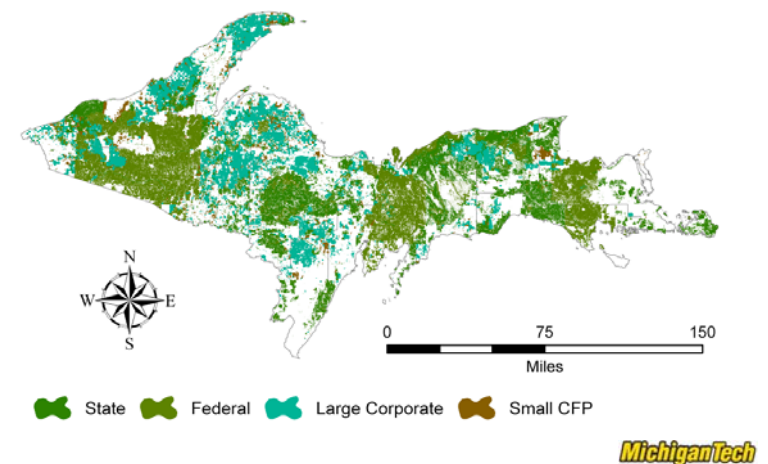 N
W E
S
0 75 150
Miles
State Federal Large Corporate Small CFP
MichiganTech